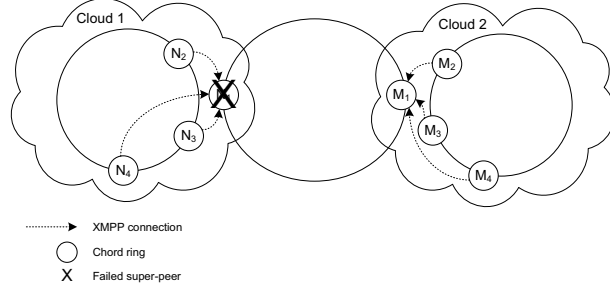 Cloud 1
Cloud 2
N2
M2
X
M1
N3
M3
N4
M4
XMPP connection
Chord ring
X Failed super-peer